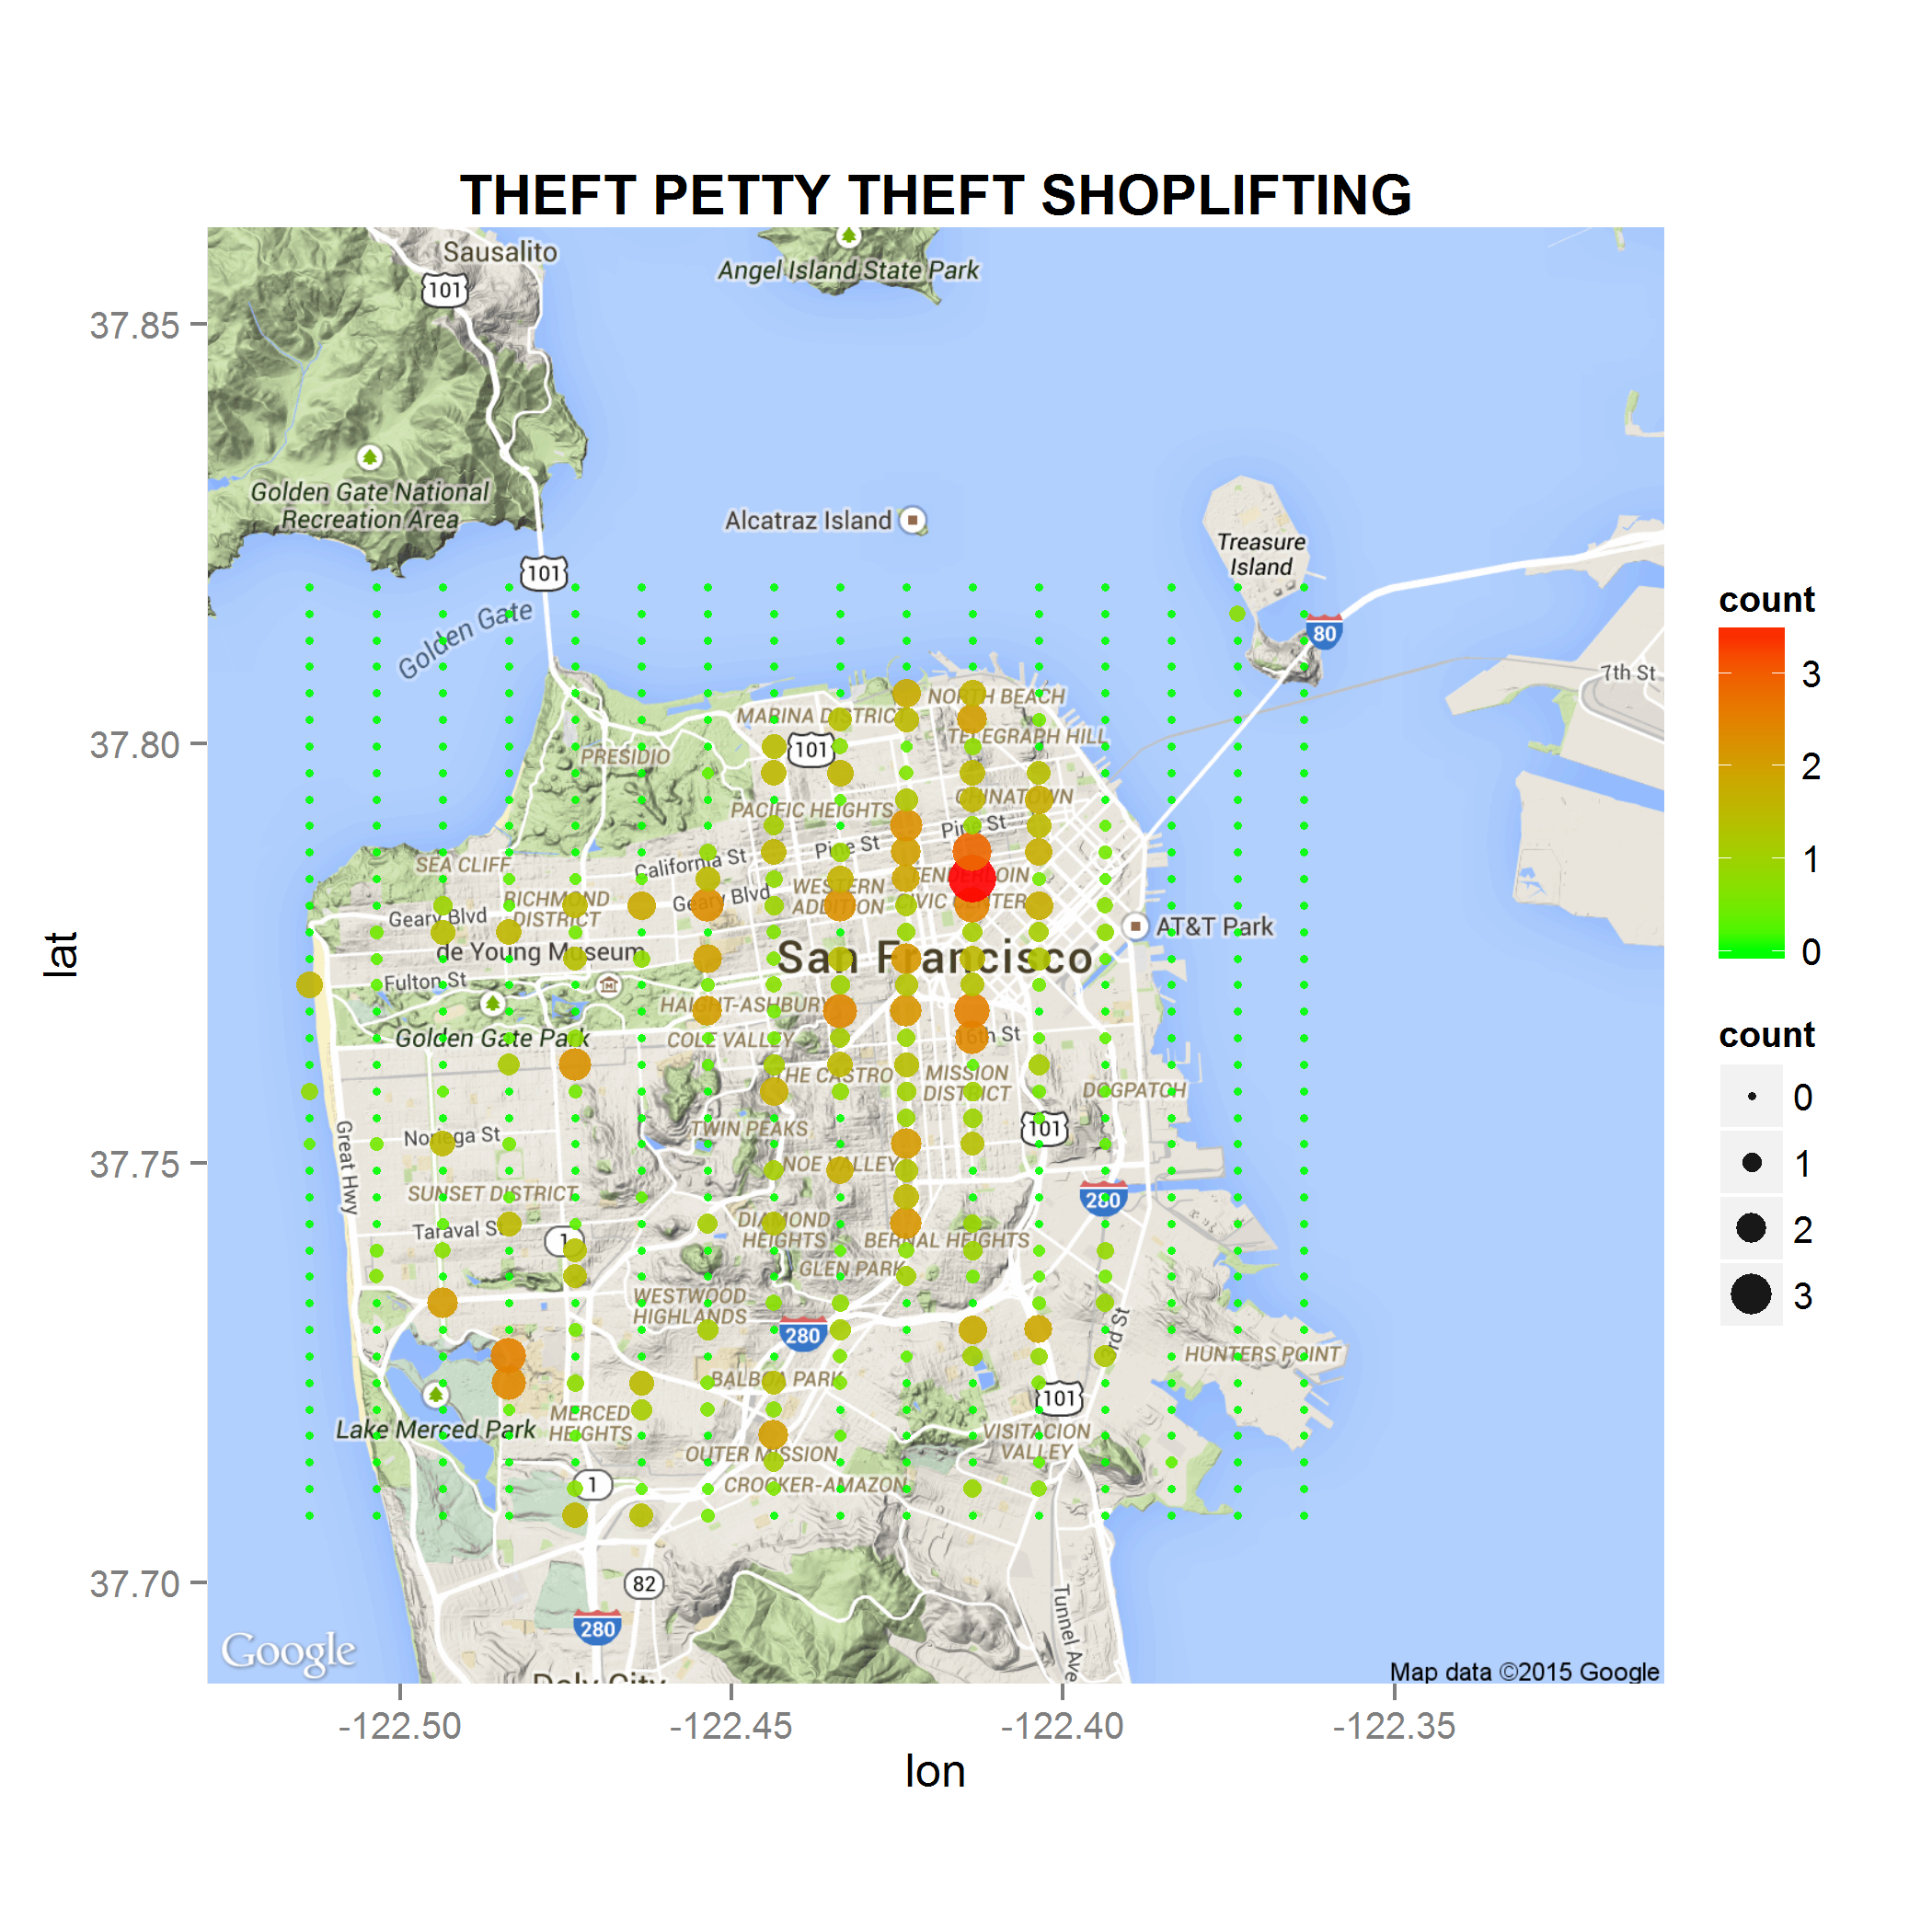 THEFT PETTY THEFT SHOPLIFTING
Sausalito
101
Angel Island State Park
37.85
Golden Gate National
Recreation Area
Alcatraz Island
Treasure
Island
101
Golden Gate
80
count
3
2
1
0
7th St
NORTH BEACH
MARINA DISTRICT
TELEGRAPH HILL
37.80
101
PRESIDIO
CHINATOWN
PACIFIC HEIGHTS
Pine St
Pine St
California St
SEA CLIFF
TENDERLOIN
WESTERN
ADDITION
RICHMOND
DISTRICT
Geary Blvd
Geary Blvd
CIVIC CENTER
AT&T Park
de Young Museum
San Francisco
lat
Fulton St
HAIGHT-ASHBURY
Golden Gate Park
COLE VALLEY
16th St
THE CASTRO
MISSION
DISTRICT
DOGPATCH
count
0
1
2
3
TWIN PEAKS
101
Noriega St
Great Hwy
37.75
NOE VALLEY
SUNSET DISTRICT
280
Taraval St
1
DIAMOND
HEIGHTS
BERNAL HEIGHTS
GLEN PARK
WESTWOOD
HIGHLANDS
280
3rd St
HUNTERS POINT
BALBOA PARK
101
Lake Merced Park
MERCED
HEIGHTS
OUTER MISSION
VISITACION
VALLEY
CROCKER-AMAZON
1
37.70
82
280
Tunnel Ave
Google
Daly City
Map data ©2015 Google
-122.50
-122.45
-122.40
-122.35
lon